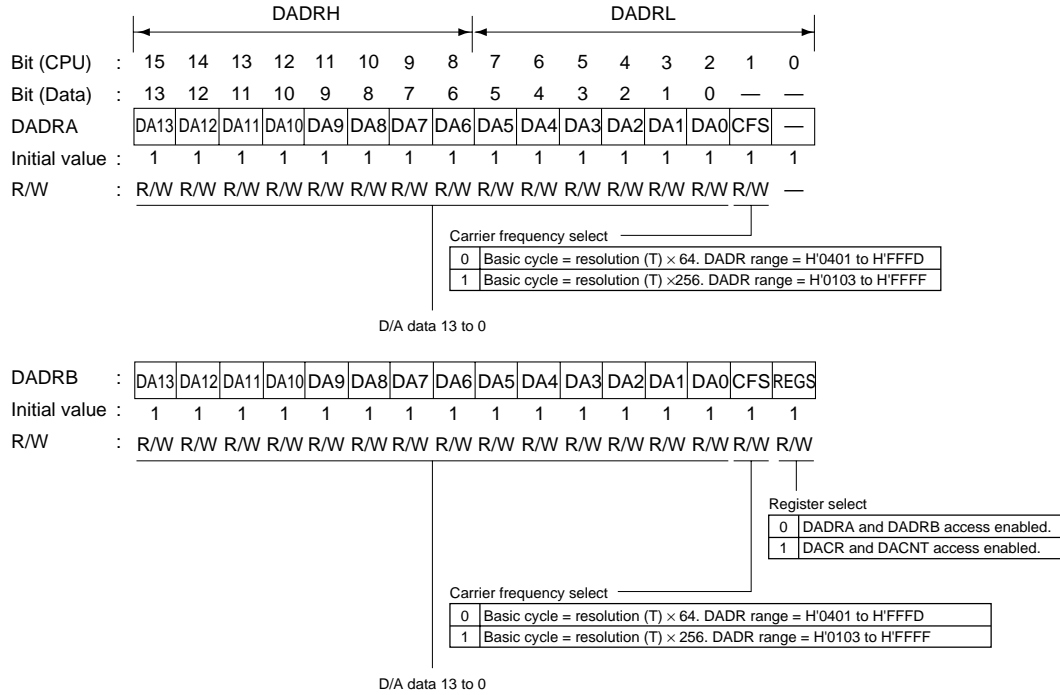 DADRH DADRL
Bit (CPU) : 15 14 13 12 11 10 9 8 7 6 5 4 3 2 1 0
Bit (Data) : 13 12 11 10 9 8 7 6 5 4 3 2 1 0 — —
DADRA DA13 DA12 DA11 DA10 DA9 DA8 DA7 DA6 DA5 DA4 DA3 DA2 DA1 DA0 CFS —
Initial value : 1 1 1 1 1 1 1 1 1 1 1 1 1 1 1 1
R/W : R/W R/W R/W R/W R/W R/W R/W R/W R/W R/W R/W R/W R/W R/W R/W —
Carrier frequency select
0 Basic cycle = resolution (T) × 64. DADR range = H'0401 to H'FFFD
1 Basic cycle = resolution (T) ×256. DADR range = H'0103 to H'FFFF
D/A data 13 to 0
DADRB : DA13 DA12 DA11 DA10 DA9 DA8 DA7 DA6 DA5 DA4 DA3 DA2 DA1 DA0 CFS REGS
Initial value : 1 1 1 1 1 1 1 1 1 1 1 1 1 1 1 1
R/W : R/W R/W R/W R/W R/W R/W R/W R/W R/W R/W R/W R/W R/W R/W R/W R/W
Register select
0 DADRA and DADRB access enabled.
1 DACR and DACNT access enabled.
Carrier frequency select
0 Basic cycle = resolution (T) × 64. DADR range = H'0401 to H'FFFD
1 Basic cycle = resolution (T) × 256. DADR range = H'0103 to H'FFFF
D/A data 13 to 0